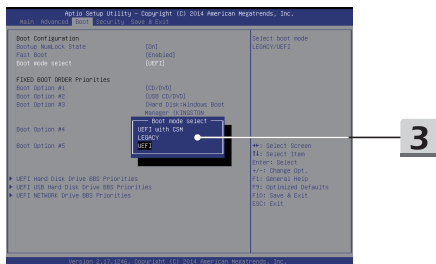 Aptio Setup Utility - Copyright (C) 2014 American Megatrends, Inc.
Main Advanced Boot Security Save & Exit
Boot Configuration
Bootup NumLock State [On]
Fast Boot [Enabled]
Boot mode select [UEFI]
FIXED BOOT ORDER Priorities
Boot Option #1 [CD/DVD]
Boot Option #2 [USB CD/DVD]
Boot Option #3 [Hard Disk:Windows Boot
Manager (KINGSTON
Boot Option #4
Boot Option #5
Boot mode select
UEFI with CSM
LEGACY
UEFI
▶ UEFI Hard Disk Drive BBS Priorities
▶ UEFI USB Hard Disk Drive BBS Priorities
▶ UEFI NETWORK Drive BBS Priorities
Select boot mode
LEGACY/UEFI
→←: Select Screen
↑↓: Select Item
Enter: Select
+/-: Change Opt.
F1: General Help
F9: Optimized Defaults
F10: Save & Exit
ESC: Exit
Version 2.17.1246. Copyright (C) 2014 American Megatrends, Inc.
3